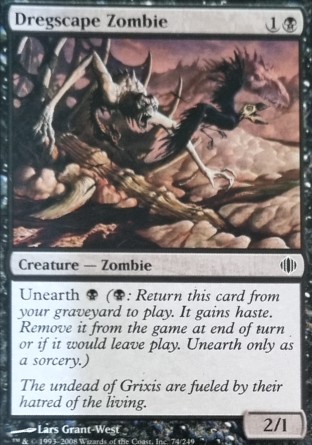 Dregscape Zombie 1
Creature — Zombie
Unearth (: Return this card from
your graveyard to play. It gains haste.
Remove it from the game at end of turn
or if it would leave play. Unearth only as
a sorcery.)
The undead of Grixis are fueled by their
hatred of the living.
Lars Grant-West
™ & © 1993–2008 Wizards of the Coast, Inc. 74/249
2/1